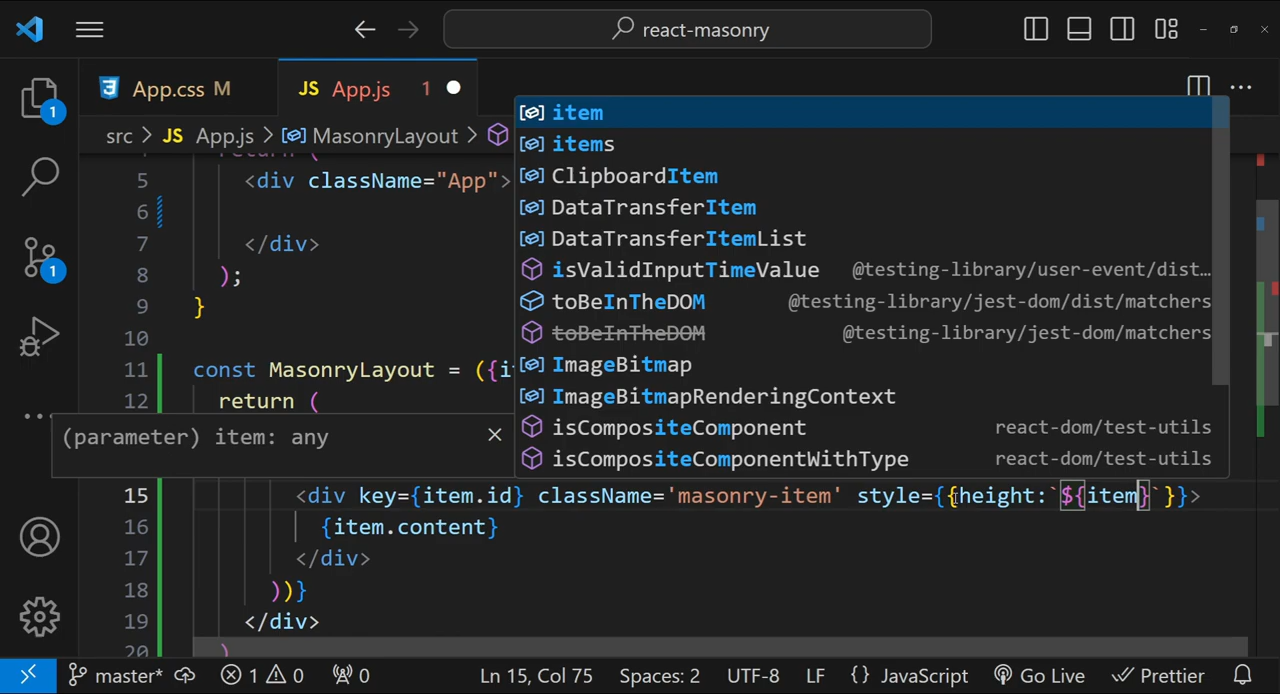 react-masonry
App.css M
JS App.js 1
src > JS App.js > MasonryLayout >
return (
5 <div className="App">
6
7 </div>
8 );
9 }
10
11 const MasonryLayout = ({it
12 return (
(parameter) item: any
item
items
ClipboardItem
DataTransferItem
DataTransferItemList
isValidInputTimeValue @testing-library/user-event/dist…
toBeInTheDOM @testing-library/jest-dom/dist/matchers
toBeInTheDOM @testing-library/jest-dom/matchers
ImageBitmap
ImageBitmapRenderingContext
isCompositeComponent react-dom/test-utils
isCompositeComponentWithType react-dom/test-utils
15 <div key={item.id} className='masonry-item' style={{height:`${item}`}}>
16 {item.content}
17 </div>
18 ))}
19 </div>
20 )
1
1
master* 1 0 0 Ln 15, Col 75 Spaces: 2 UTF-8 LF {} JavaScript Go Live Prettier